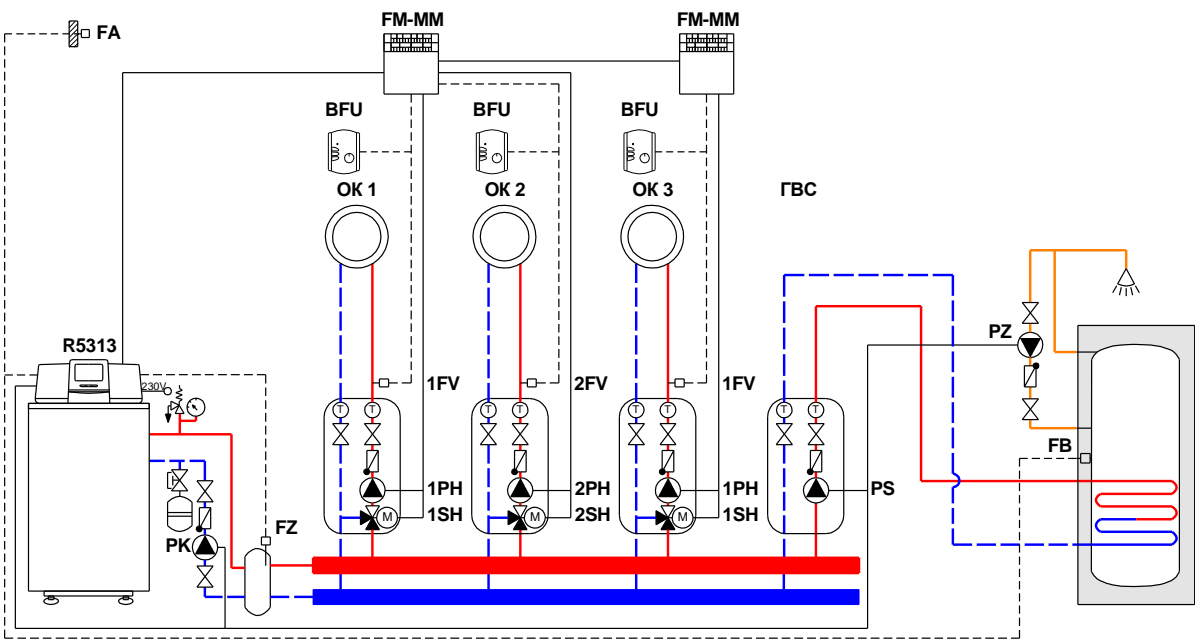 FM-MM
FM-MM
FA
BFU
BFU
BFU
ОК 1
ОК 2
ОК 3
ГВС
PZ
R5313
230V
1FV
2FV
1FV
T
T
T
T
T
T
T
T
FB
1PH
2PH
1PH
PS
1SH
2SH
1SH
M
M
M
FZ
PK